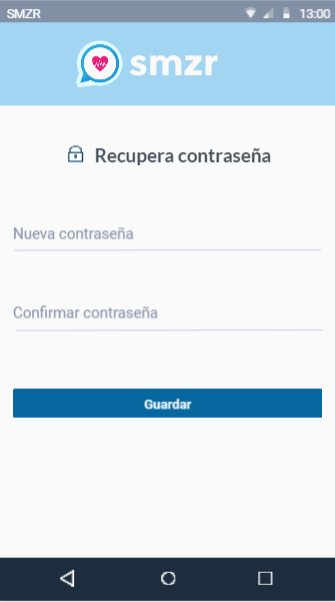 SMZR 13:00
smzr
Recupera contraseña
Nueva contraseña
Confirmar contraseña
Guardar